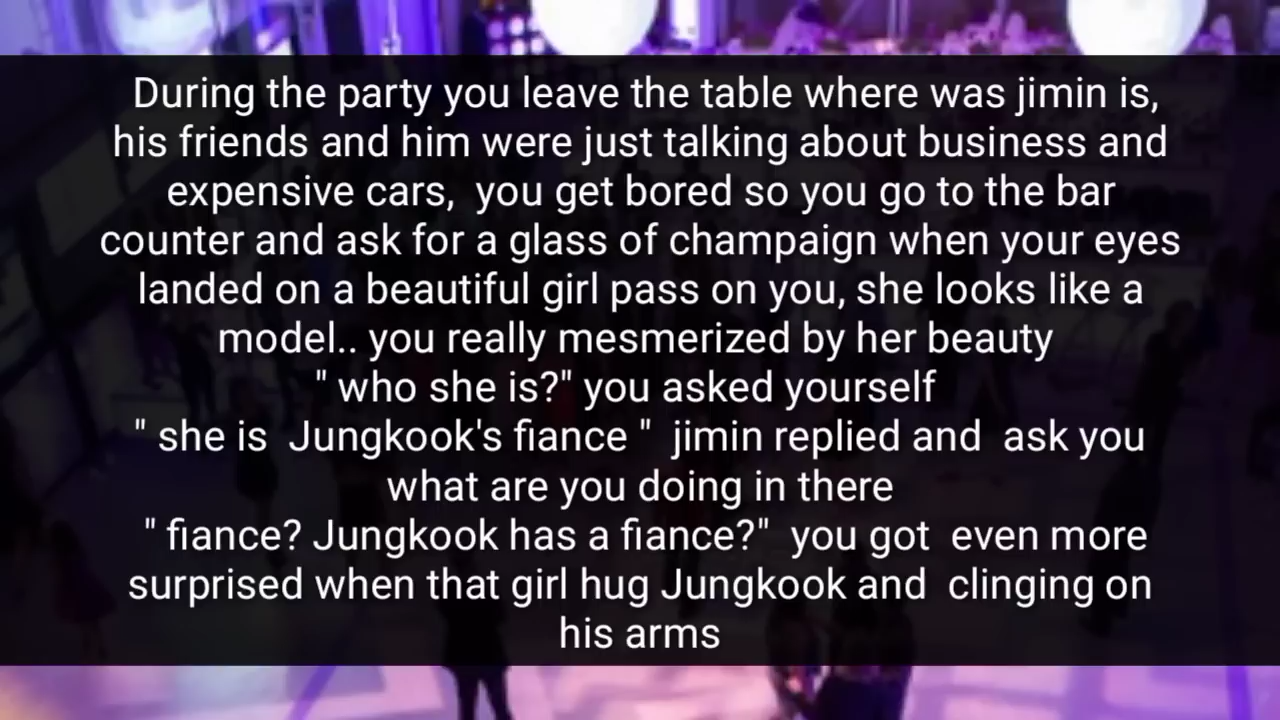 During the party you leave the table where was jimin is,
his friends and him were just talking about business and
expensive cars,  you get bored so you go to the bar
counter and ask for a glass of champaign when your eyes
landed on a beautiful girl pass on you, she looks like a
model.. you really mesmerized by her beauty
" who she is?" you asked yourself
" she is  Jungkook's fiance "  jimin replied and  ask you
what are you doing in there
" fiance? Jungkook has a fiance?"  you got  even more
surprised when that girl hug Jungkook and  clinging on
his arms